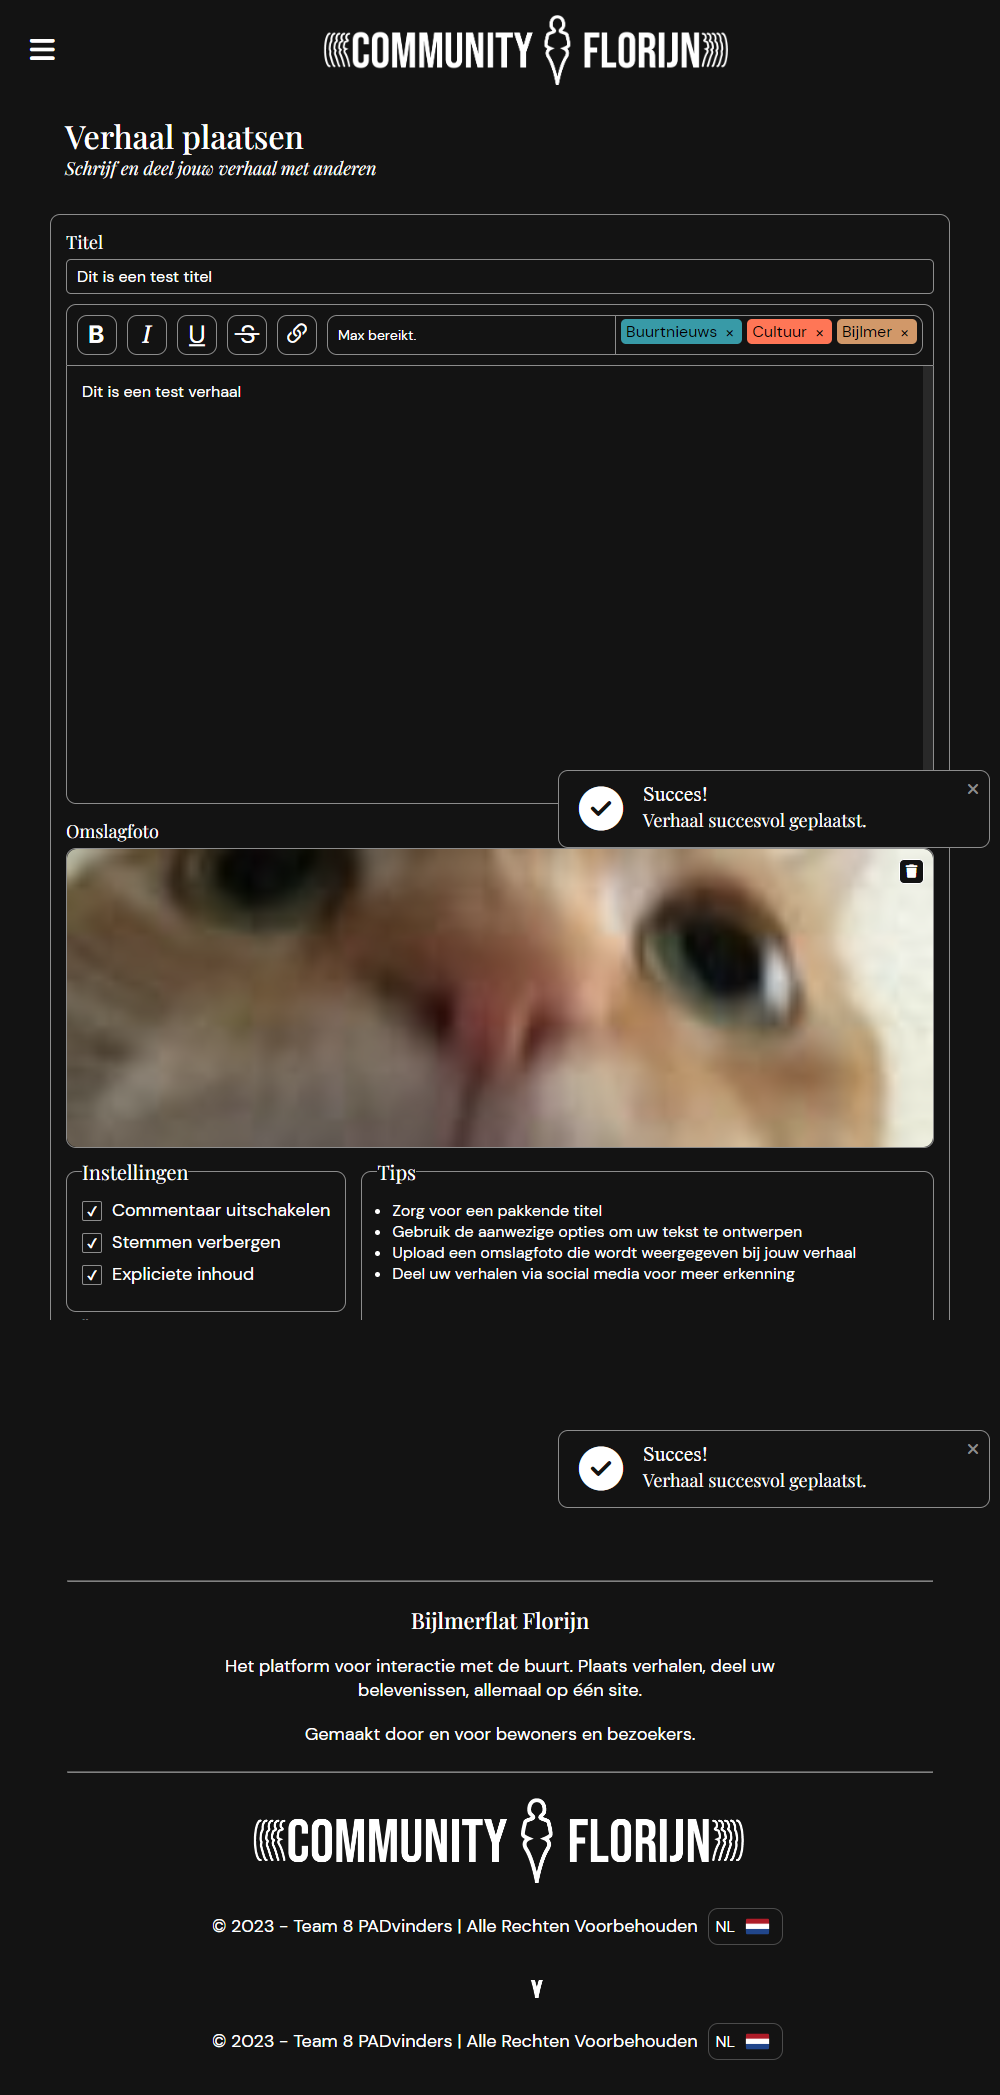 COMMUNITY FLORIJN
Verhaal plaatsen
Schrijf en deel jouw verhaal met anderen
Titel
Dit is een test titel
B I U S Max bereikt. Buurtnieuws × Cultuur × Bijlmer ×
Dit is een test verhaal
Succes!
Verhaal succesvol geplaatst.
Omslagfoto
Instellingen
Commentaar uitschakelen
Stemmen verbergen
Expliciete inhoud
Tips
Zorg voor een pakkende titel
Gebruik de aanwezige opties om uw tekst te ontwerpen
Upload een omslagfoto die wordt weergegeven bij jouw verhaal
Deel uw verhalen via social media voor meer erkenning
Succes!
Verhaal succesvol geplaatst.
Bijlmerflat Florijn
Het platform voor interactie met de buurt. Plaats verhalen, deel uw
belevenissen, allemaal op één site.
Gemaakt door en voor bewoners en bezoekers.
COMMUNITY FLORIJN
© 2023 - Team 8 PADvinders | Alle Rechten Voorbehouden NL
© 2023 - Team 8 PADvinders | Alle Rechten Voorbehouden NL